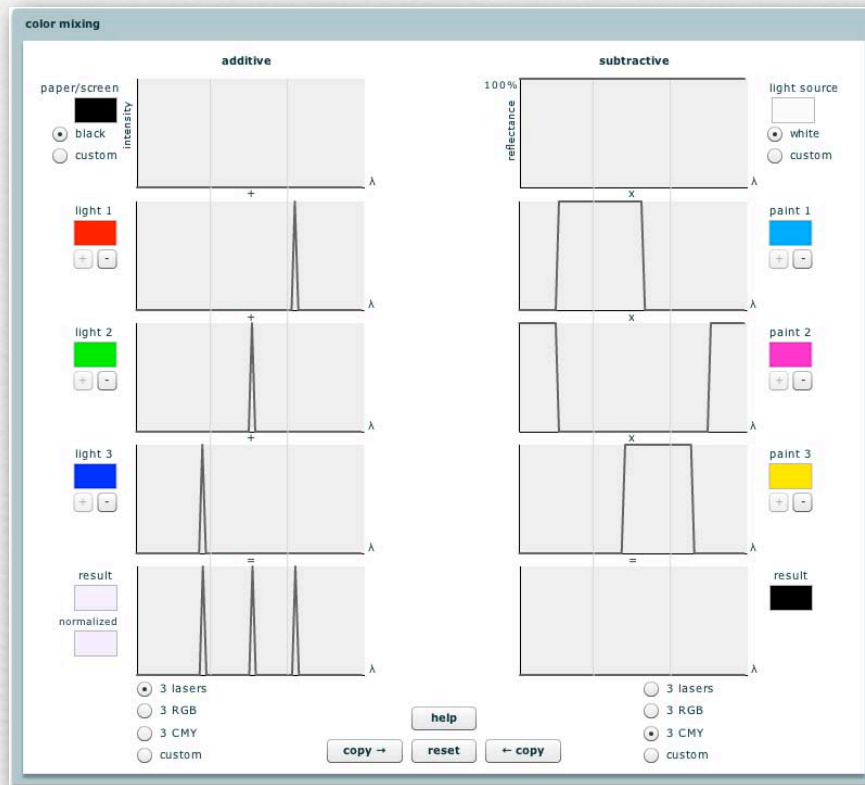 color mixing
additive
subtractive
paper/screen
black
custom
intensity
λ
+
100%
reflectance
λ
x
light source
white
custom
light 1
+ -
λ
+
paint 1
+ -
λ
x
light 2
+ -
λ
+
paint 2
+ -
λ
x
light 3
+ -
λ
=
paint 3
+ -
λ
=
result
normalized
λ
result
λ
3 lasers
3 RGB
3 CMY
custom
3 lasers
3 RGB
3 CMY
custom
help
copy → reset ← copy